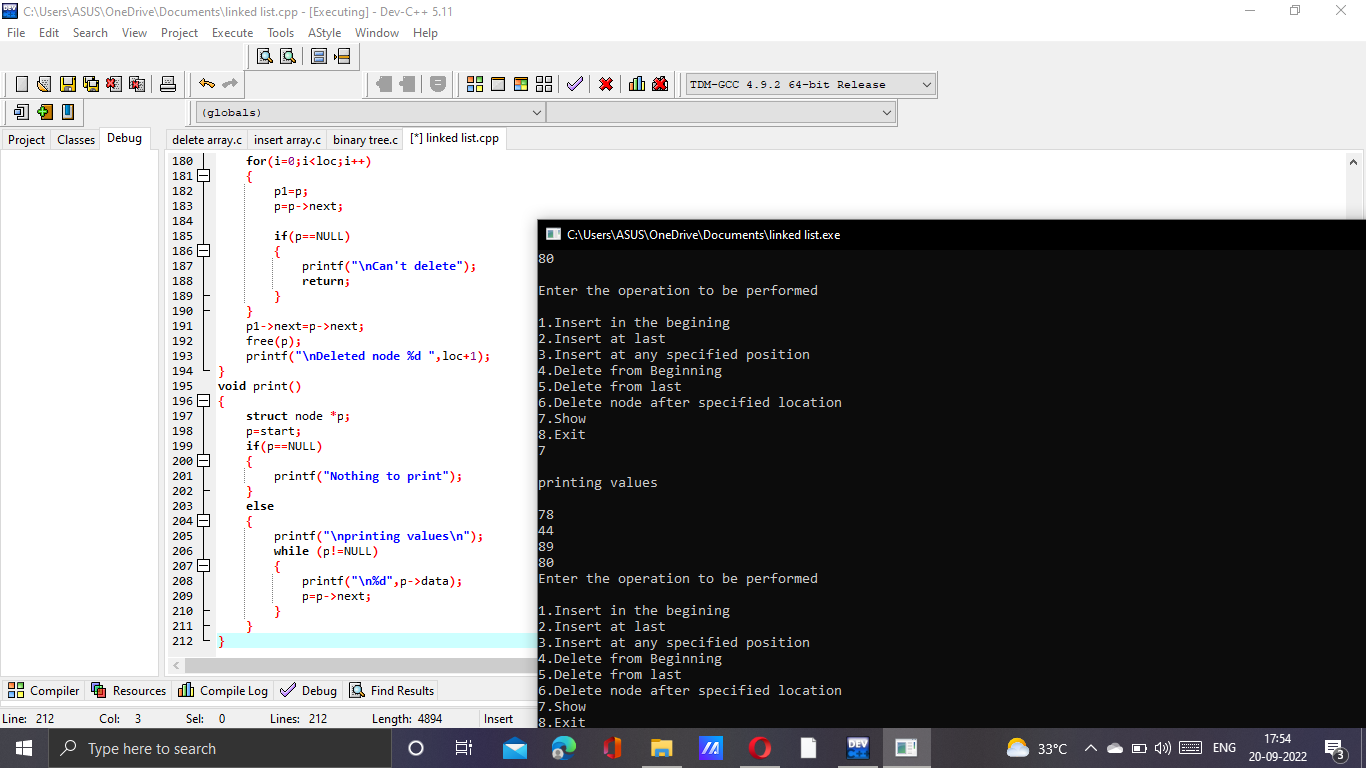 C:\Users\ASUS\OneDrive\Documents\linked list.cpp - [Executing] - Dev-C++ 5.11
File Edit Search View Project Execute Tools AStyle Window Help
TDM-GCC 4.9.2 64-bit Release
(globals)
Project Classes Debug
delete array.c insert array.c binary tree.c [*] linked list.cpp
180 for(i=0;i<loc;i++)
181 {
182 p1=p;
183 p=p->next;
184
185 if(p==NULL)
186 {
187 printf("\nCan't delete");
188 return;
189 }
190 }
191 p1->next=p->next;
192 free(p);
193 printf("\nDeleted node %d ",loc+1);
194 }
195 void print()
196 {
197 struct node *p;
198 p=start;
199 if(p==NULL)
200 {
201 printf("Nothing to print");
202 }
203 else
204 {
205 printf("\nprinting values\n");
206 while (p!=NULL)
207 {
208 printf("\n%d",p->data);
209 p=p->next;
210 }
211 }
212 }
C:\Users\ASUS\OneDrive\Documents\linked list.exe
80
Enter the operation to be performed
1.Insert in the begining
2.Insert at last
3.Insert at any specified position
4.Delete from Beginning
5.Delete from last
6.Delete node after specified location
7.Show
8.Exit
7
printing values
78
44
89
80
Enter the operation to be performed
1.Insert in the begining
2.Insert at last
3.Insert at any specified position
4.Delete from Beginning
5.Delete from last
6.Delete node after specified location
7.Show
8.Exit
Compiler Resources Compile Log Debug Find Results
Line: 212 Col: 3 Sel: 0 Lines: 212 Length: 4894 Insert
Type here to search
DEV
33°C
ENG
17:54
20-09-2022
3